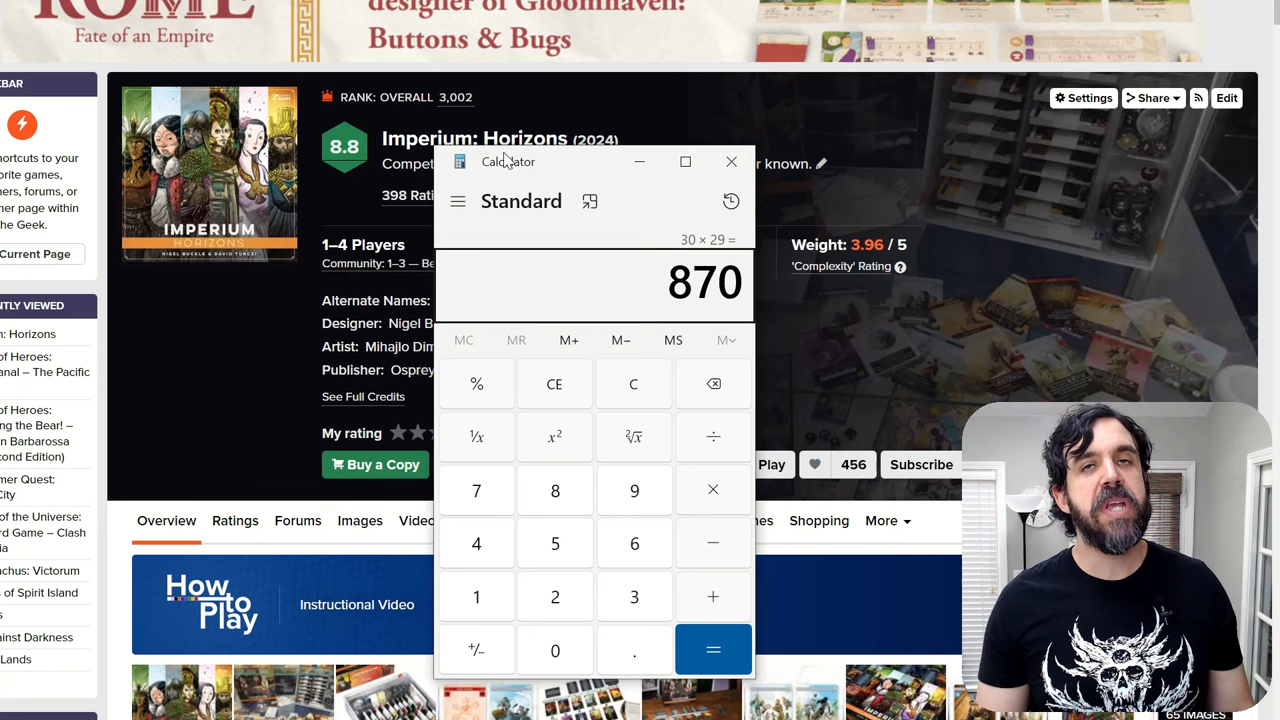 ROME
Fate of an Empire
designer of Gloomhaven:
Buttons & Bugs
KBAR
hortcuts to your
orite games,
ners, forums, or
her page within
he Geek.
Current Page
NTLY VIEWED
n: Horizons
of Heroes:
anal – The Pacific
of Heroes:
ng the Bear! –
n Barbarossa
cond Edition)
mer Quest:
City
of the Universe:
rd Game – Clash
ia
achus: Victorum
of Spirit Island
s
ainst Darkness
Lands
IMPERIUM
HORIZONS
NIGEL BUCKLE & DÁVID TURCZI
RANK: OVERALL 3,002
Settings
Share
Edit
8.8
Imperium: Horizons (2024)
Compet
r known.
398 Rati
1–4 Players
Community: 1–3 — Be
Weight: 3.96 / 5
'Complexity' Rating
Alternate Names:
Designer: Nigel B
Artist: Mihajlo Dim
Publisher: Osprey
See Full Credits
My rating
Buy a Copy
Play
456
Subscribe
Overview
Ratings
Forums
Images
Video
es
Shopping
More
How
to
Play
Instructional Video
65 IMAGES
Calculator
Standard
30 × 29 =
870
MC MR M+ M− MS M
% CE C
¹/x x² ²√x ÷
7 8 9 ×
4 5 6 −
1 2 3 +
+/− 0 . =